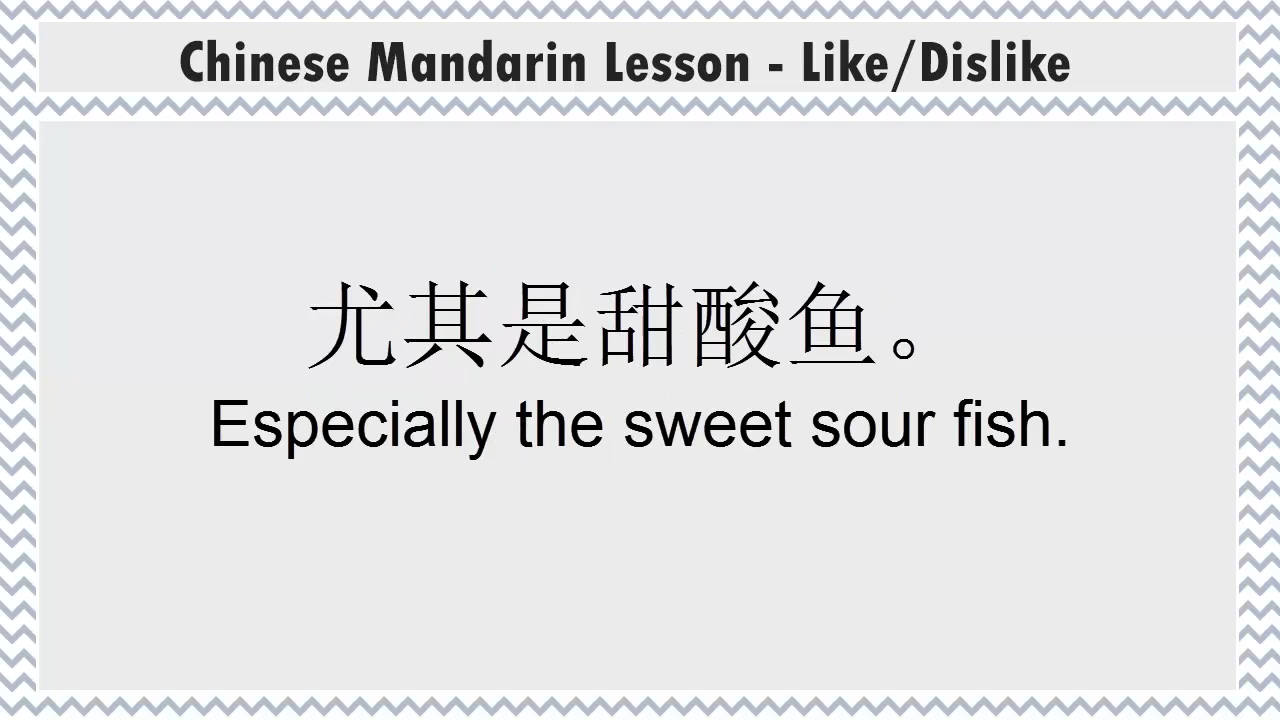 Chinese Mandarin Lesson - Like/Dislike
尤其是甜酸鱼。
Especially the sweet sour fish.